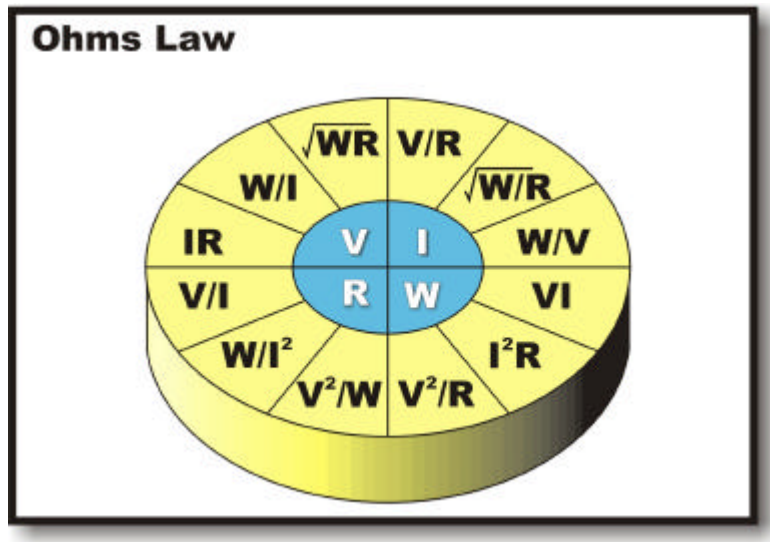 Ohms Law
√WR V/R
W/I √W/R
IR V I W/V
V/I R W VI
W/I² I²R
V²/W V²/R